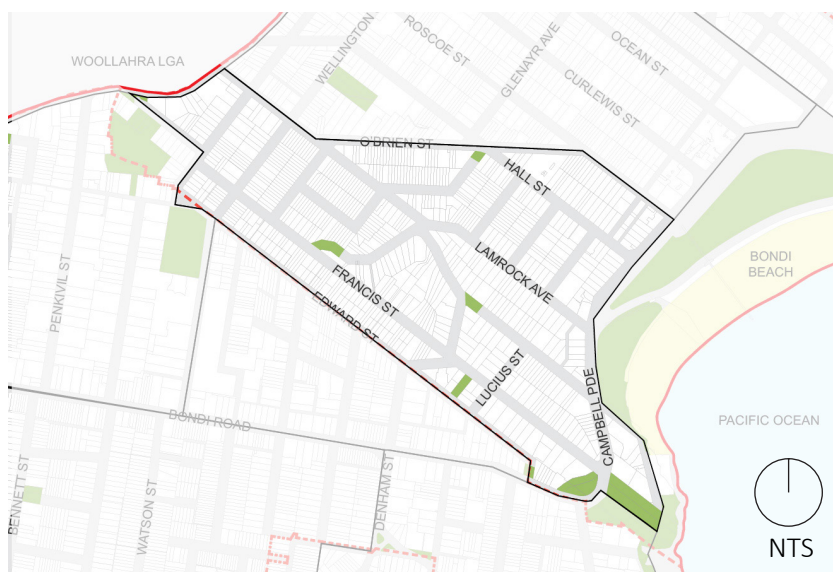 WOOLLAHRA LGA
WELLINGTON ST
ROSCOE ST
GLENAYR AVE
OCEAN ST
CURLEWIS ST
O'BRIEN ST
HALL ST
LAMROCK AVE
BONDI
BEACH
PENKIVIL ST
FRANCIS ST
EDWARD ST
LUCIUS ST
CAMPBELL PDE
BONDI ROAD
PACIFIC OCEAN
BENNETT ST
WATSON ST
DENHAM ST
NTS